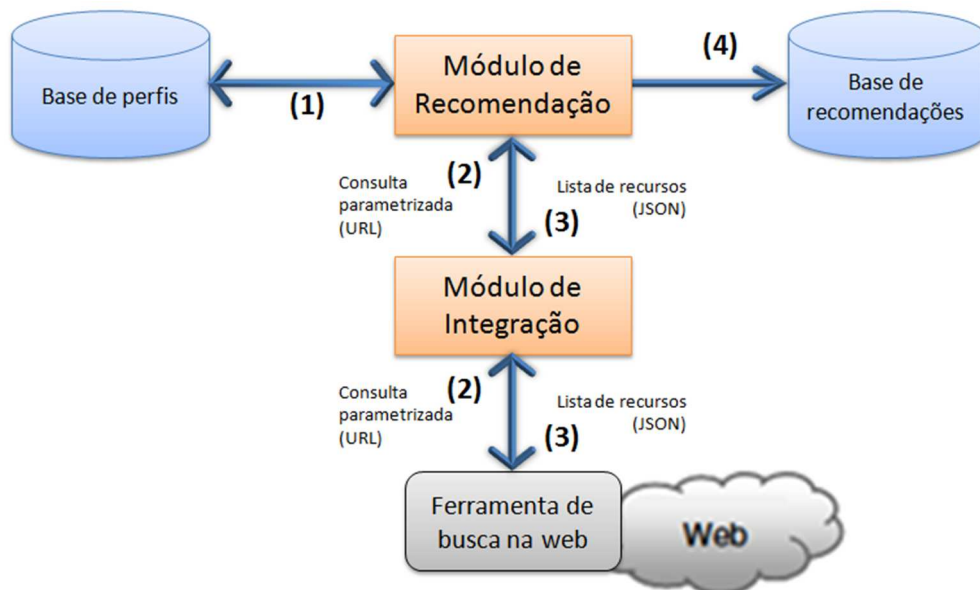 Base de perfis
(1)
Módulo de
Recomendação
(4)
Base de
recomendações
Consulta
parametrizada
(URL)
(2)
(3)
Lista de recursos
(JSON)
Módulo de
Integração
Consulta
parametrizada
(URL)
(2)
(3)
Lista de recursos
(JSON)
Ferramenta de
busca na web
Web